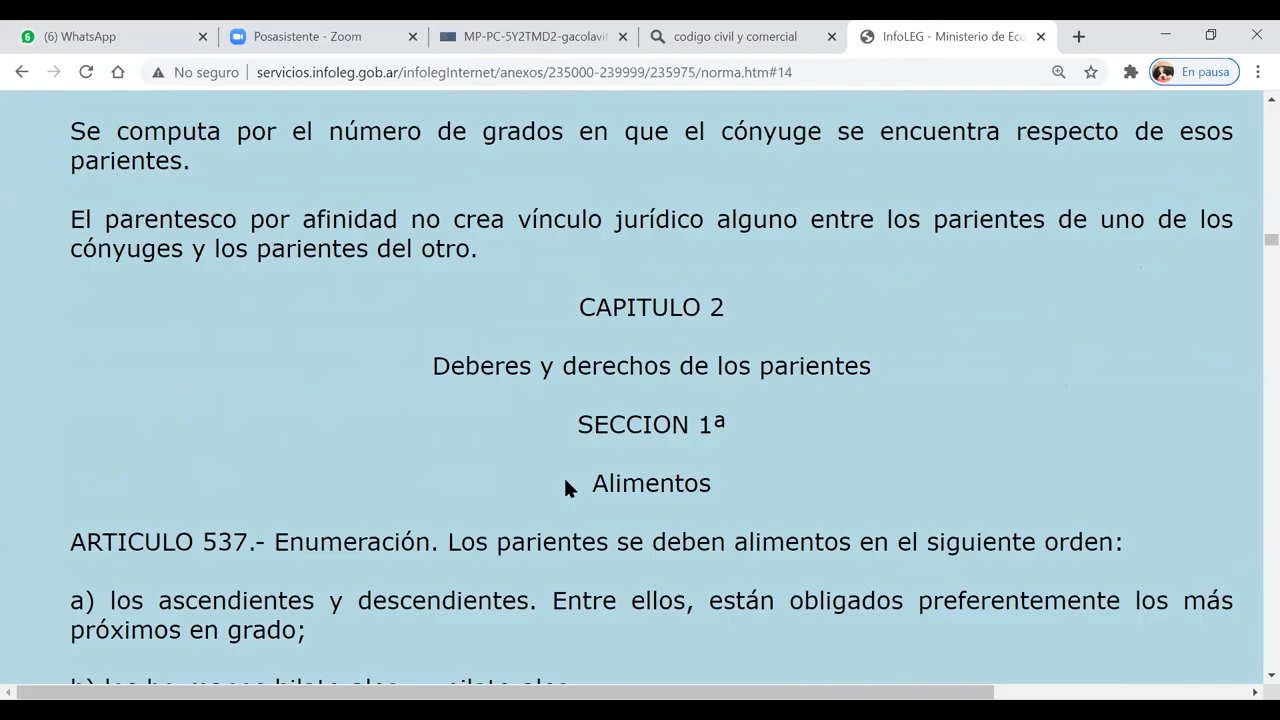 6
(6) WhatsApp
Posasistente - Zoom
MP-PC-5Y2TMD2-gacolavit
codigo civil y comercial
InfoLEG - Ministerio de Eco
No seguro
servicios.infoleg.gob.ar/infolegInternet/anexos/235000-239999/235975/norma.htm#14
En pausa
Se computa por el número de grados en que el cónyuge se encuentra respecto de esos
parientes.
El parentesco por afinidad no crea vínculo jurídico alguno entre los parientes de uno de los
cónyuges y los parientes del otro.
CAPITULO 2
Deberes y derechos de los parientes
SECCION 1ª
Alimentos
ARTICULO 537.- Enumeración. Los parientes se deben alimentos en el siguiente orden:
a) los ascendientes y descendientes. Entre ellos, están obligados preferentemente los más
próximos en grado;